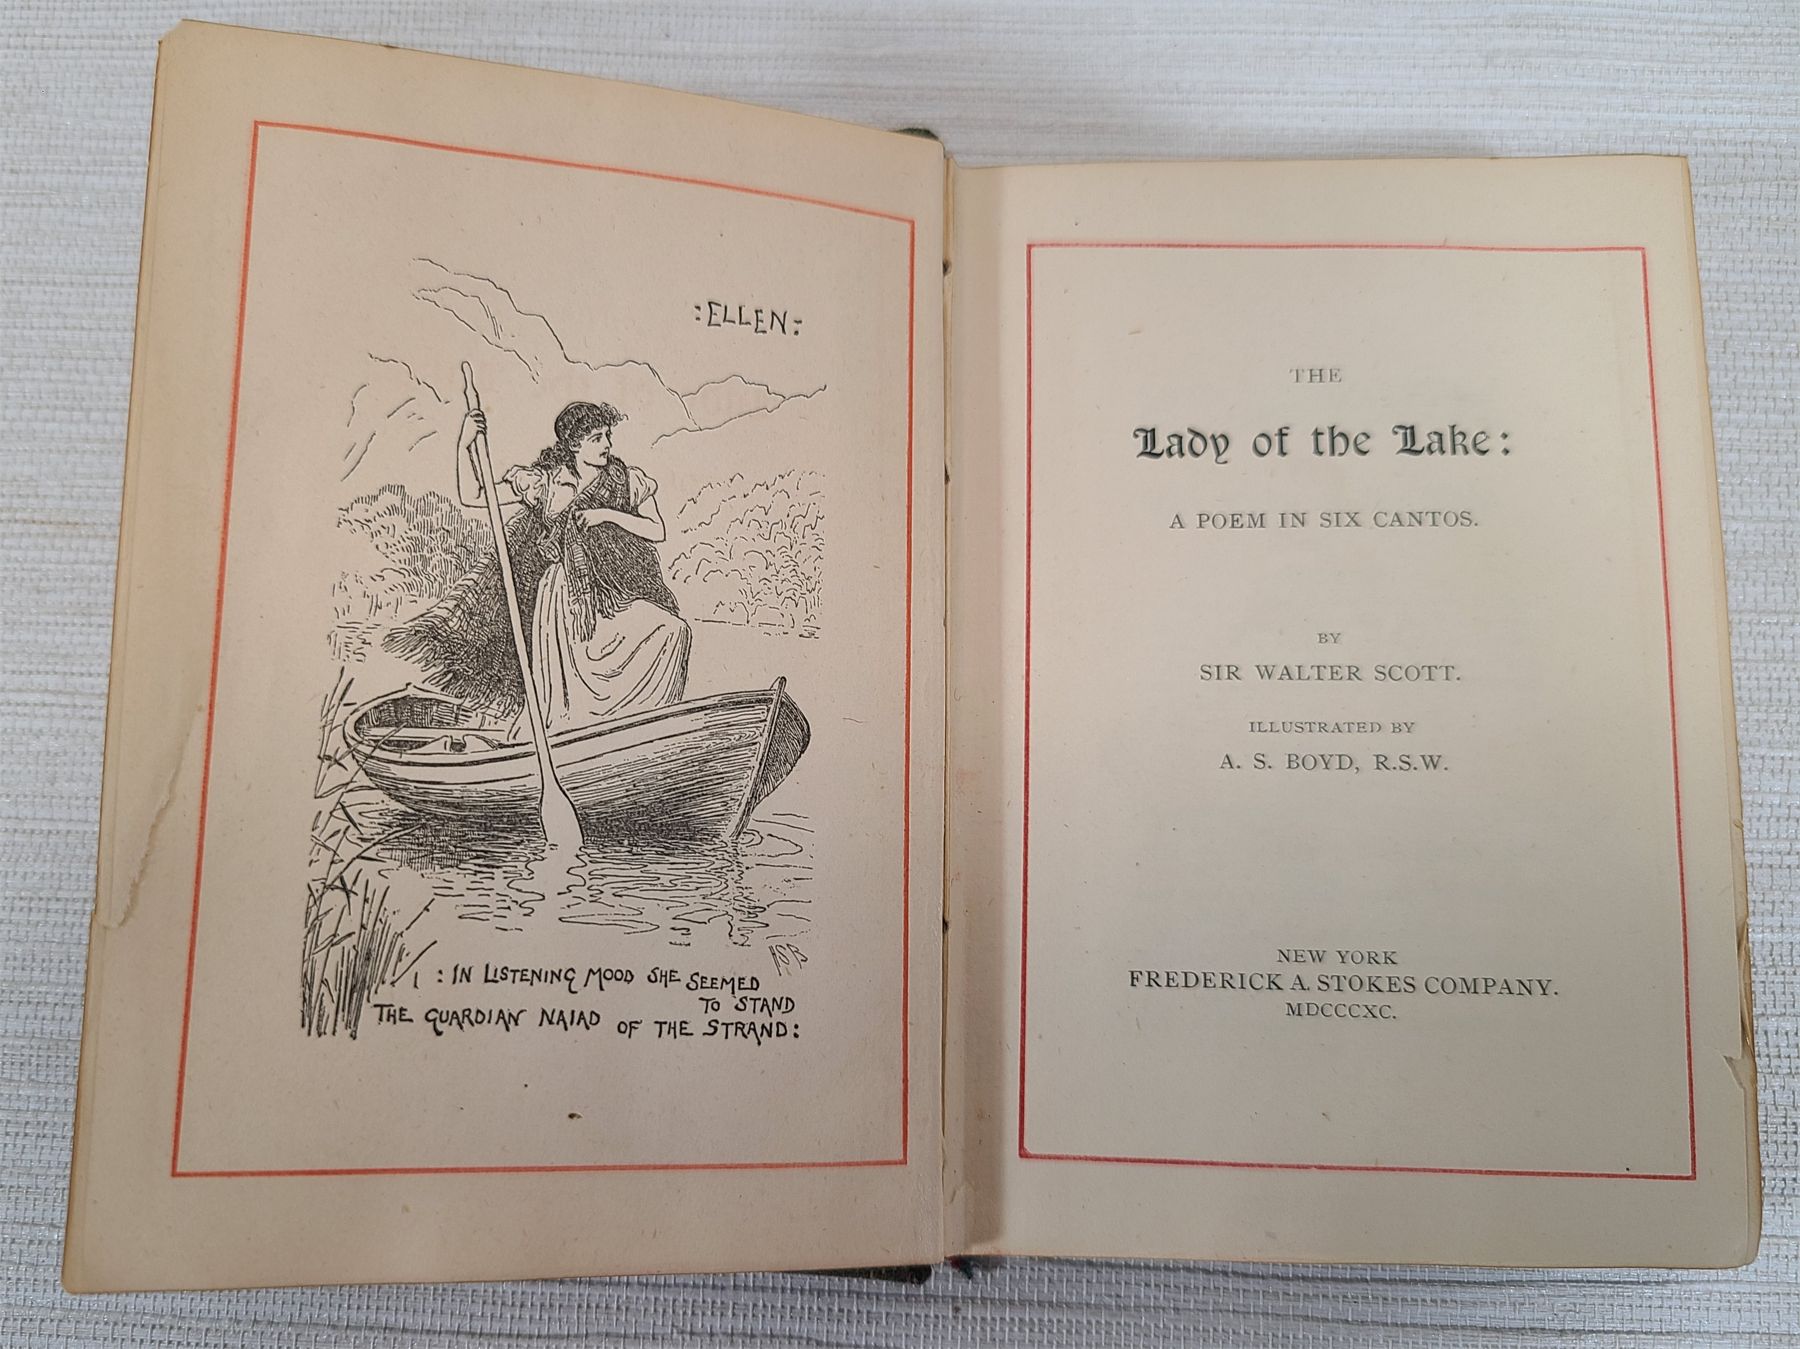 :ELLEN:
: IN LISTENING MOOD SHE SEEMED
TO STAND
THE GUARDIAN NAIAD OF THE STRAND:
THE
Lady of the Lake:
A POEM IN SIX CANTOS.
BY
SIR WALTER SCOTT.
ILLUSTRATED BY
A. S. BOYD, R.S.W.
NEW YORK
FREDERICK A. STOKES COMPANY.
MDCCCXC.